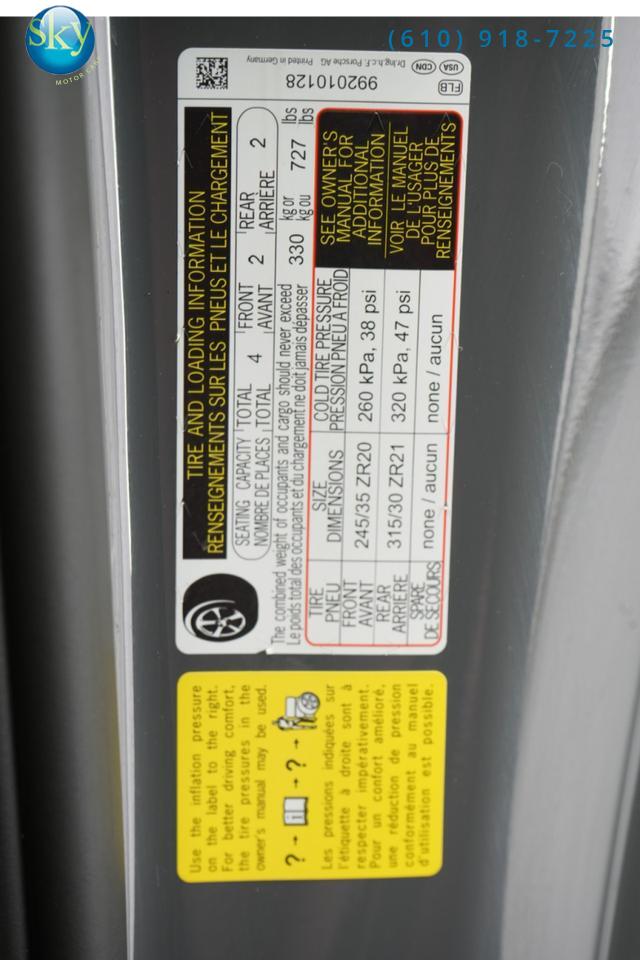 sky
MOTOR CARS
(610) 918-7225
FLB USA CDN Dr.Ing.h.c.F. Porsche AG Printed in Germany
992010128
TIRE AND LOADING INFORMATION
RENSEIGNEMENTS SUR LES PNEUS ET LE CHARGEMENT
SEATING CAPACITY TOTAL 4 FRONT 2 REAR 2
NOMBRE DE PLACES TOTAL AVANT ARRIÈRE
The combined weight of occupants and cargo should never exceed 330 kg or 727 lbs
Le poids total des occupants et du chargement ne doit jamais dépasser kg ou lbs
TIRE SIZE COLD TIRE PRESSURE
PNEU DIMENSIONS PRESSION PNEU À FROID
FRONT 245/35 ZR20 260 kPa, 38 psi
AVANT
REAR 315/30 ZR21 320 kPa, 47 psi
ARRIÈRE
SPARE none / aucun none / aucun
DE SECOURS
SEE OWNER'S
MANUAL FOR
ADDITIONAL
INFORMATION
VOIR LE MANUEL
DE L'USAGER
POUR PLUS DE
RENSEIGNEMENTS
Use the inflation pressure
on the label to the right.
For better driving comfort,
the tire pressures in the
owner's manual may be used.
? → → ? →
Les pressions indiquées sur
l'étiquette à droite sont à
respecter impérativement.
Pour un confort amélioré,
une réduction de pression
conformément au manuel
d'utilisation est possible.